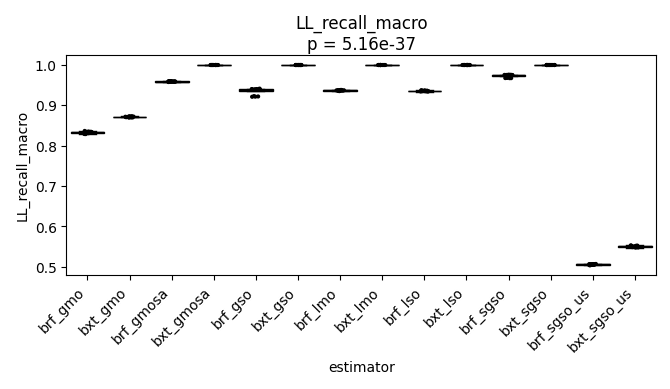 LL_recall_macro
p = 5.16e-37
LL_recall_macro
1.0
0.9
0.8
0.7
0.6
0.5
brf_gmo
bxt_gmo
brf_gmosa
bxt_gmosa
brf_gso
bxt_gso
brf_lmo
bxt_lmo
brf_lso
bxt_lso
brf_sgso
bxt_sgso
brf_sgso_us
bxt_sgso_us
estimator